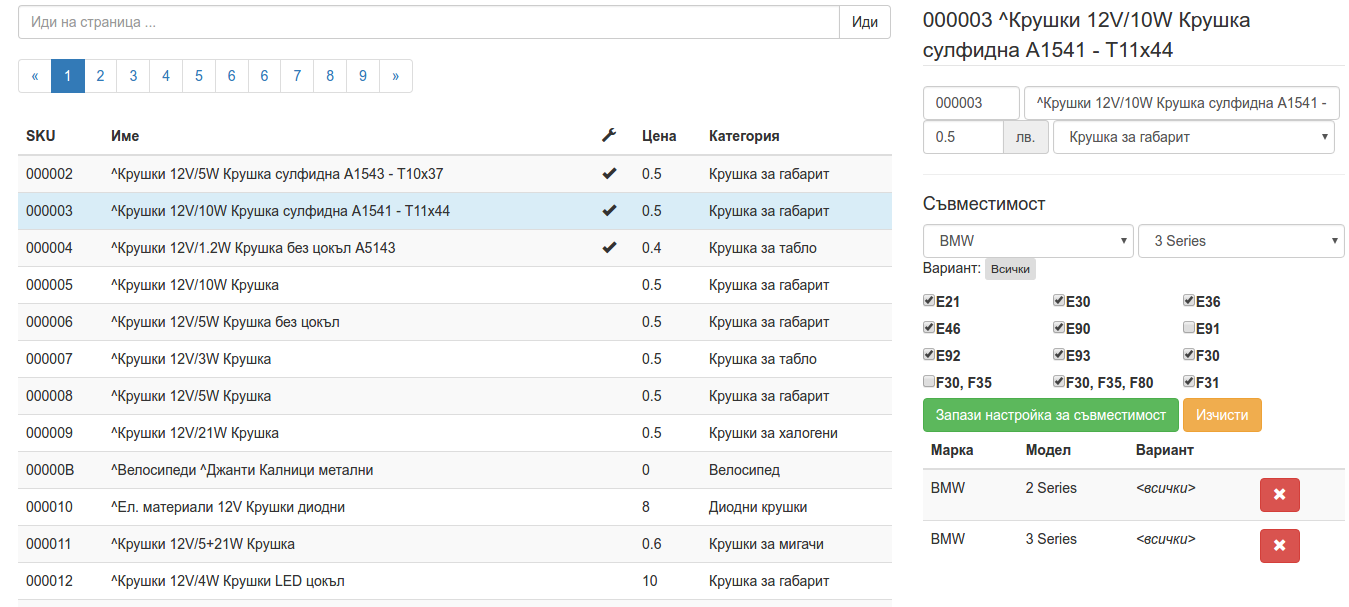 Иди на страница ...
Иди
« 1 2 3 4 5 6 6 7 8 9 »
SKU Име Цена Категория
000002 ^Крушки 12V/5W Крушка сулфидна A1543 - T10x37 0.5 Крушка за габарит
000003 ^Крушки 12V/10W Крушка сулфидна A1541 - T11x44 0.5 Крушка за габарит
000004 ^Крушки 12V/1.2W Крушка без цокъл A5143 0.4 Крушка за табло
000005 ^Крушки 12V/10W Крушка 0.5 Крушка за габарит
000006 ^Крушки 12V/5W Крушка без цокъл 0.5 Крушка за габарит
000007 ^Крушки 12V/3W Крушка 0.5 Крушка за табло
000008 ^Крушки 12V/5W Крушка 0.5 Крушка за габарит
000009 ^Крушки 12V/21W Крушка 0.5 Крушки за халогени
00000B ^Велосипеди ^Джанти Калници метални 0 Велосипед
000010 ^Ел. материали 12V Крушки диодни 8 Диодни крушки
000011 ^Крушки 12V/5+21W Крушка 0.6 Крушки за мигачи
000012 ^Крушки 12V/4W Крушки LED цокъл 10 Крушка за габарит
000003 ^Крушки 12V/10W Крушка
сулфидна A1541 - T11x44
000003 ^Крушки 12V/10W Крушка сулфидна A1541 -
0.5 лв. Крушка за габарит
Съвместимост
BMW 3 Series
Вариант: Всички
E21 E30 E36
E46 E90 E91
E92 E93 F30
F30, F35 F30, F35, F80 F31
Запази настройка за съвместимост Изчисти
Марка Модел Вариант
BMW 2 Series <всички>
BMW 3 Series <всички>